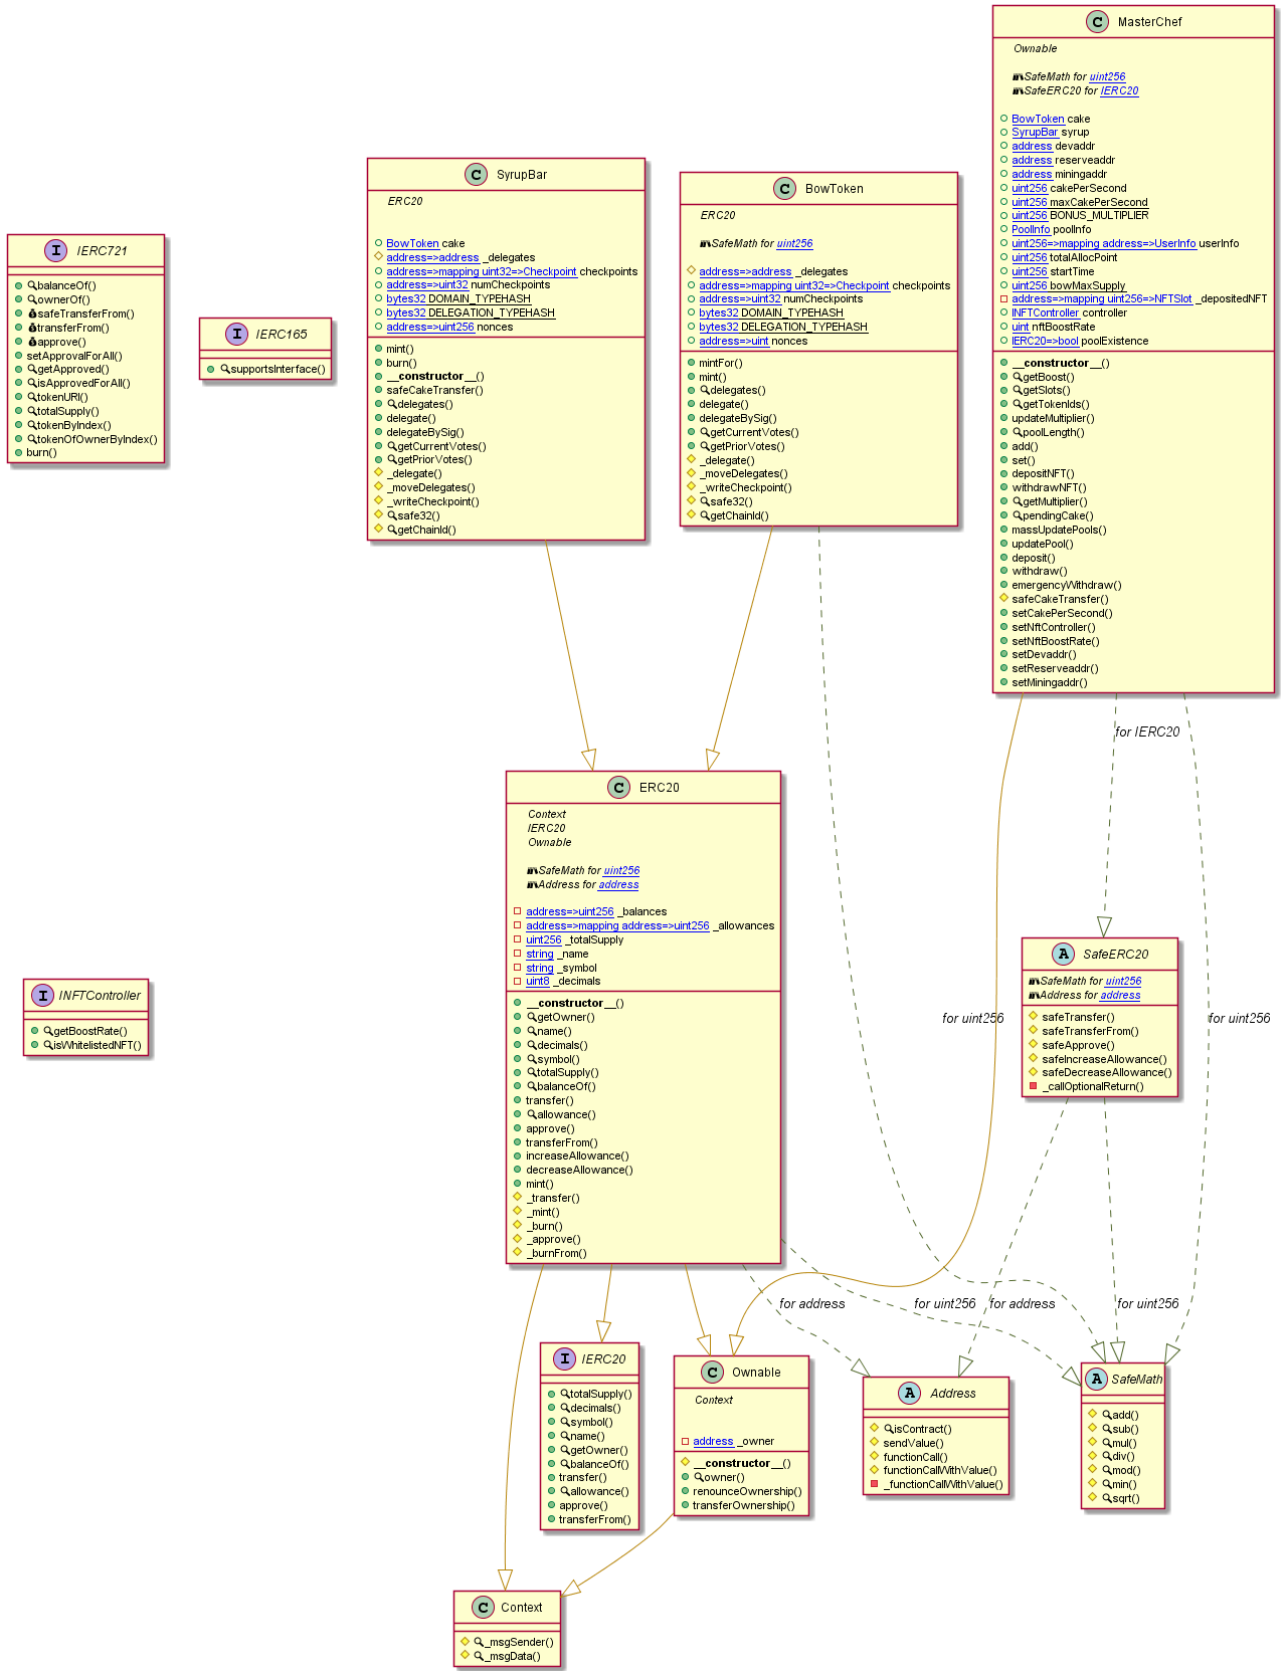 MasterChef
Ownable
SafeMath for uint256
SafeERC20 for IERC20
BowToken cake
SyrupBar syrup
address devaddr
address reserveaddr
address miningaddr
uint256 cakePerSecond
uint256 maxCakePerSecond
uint256 BONUS_MULTIPLIER
PoolInfo poolInfo
uint256=>mapping address=>UserInfo userInfo
uint256 totalAllocPoint
uint256 startTime
uint256 bowMaxSupply
address=>mapping uint256=>NFTSlot _depositedNFT
INFTController controller
uint nftBoostRate
IERC20=>bool poolExistence
__constructor__()
getBoost()
getSlots()
getTokenIds()
updateMultiplier()
poolLength()
add()
set()
depositNFT()
withdrawNFT()
getMultiplier()
pendingCake()
massUpdatePools()
updatePool()
deposit()
withdraw()
emergencyWithdraw()
safeCakeTransfer()
setCakePerSecond()
setNftController()
setNftBoostRate()
setDevaddr()
setReserveaddr()
setMiningaddr()
SyrupBar
ERC20
BowToken cake
address=>address _delegates
address=>mapping uint32=>Checkpoint checkpoints
address=>uint32 numCheckpoints
bytes32 DOMAIN_TYPEHASH
bytes32 DELEGATION_TYPEHASH
address=>uint256 nonces
mint()
burn()
__constructor__()
safeCakeTransfer()
delegates()
delegate()
delegateBySig()
getCurrentVotes()
getPriorVotes()
_delegate()
_moveDelegates()
_writeCheckpoint()
safe32()
getChainId()
BowToken
ERC20
SafeMath for uint256
address=>address _delegates
address=>mapping uint32=>Checkpoint checkpoints
address=>uint32 numCheckpoints
bytes32 DOMAIN_TYPEHASH
bytes32 DELEGATION_TYPEHASH
address=>uint nonces
mintFor()
mint()
delegates()
delegate()
delegateBySig()
getCurrentVotes()
getPriorVotes()
_delegate()
_moveDelegates()
_writeCheckpoint()
safe32()
getChainId()
IERC721
balanceOf()
ownerOf()
safeTransferFrom()
transferFrom()
approve()
setApprovalForAll()
getApproved()
isApprovedForAll()
tokenURI()
totalSupply()
tokenByIndex()
tokenOfOwnerByIndex()
burn()
IERC165
supportsInterface()
for IERC20
ERC20
Context
IERC20
Ownable
SafeMath for uint256
Address for address
address=>uint256 _balances
address=>mapping address=>uint256 _allowances
uint256 _totalSupply
string _name
string _symbol
uint8 _decimals
__constructor__()
getOwner()
name()
decimals()
symbol()
totalSupply()
balanceOf()
transfer()
allowance()
approve()
transferFrom()
increaseAllowance()
decreaseAllowance()
mint()
_transfer()
_mint()
_burn()
_approve()
_burnFrom()
SafeERC20
SafeMath for uint256
Address for address
safeTransfer()
safeTransferFrom()
safeApprove()
safeIncreaseAllowance()
safeDecreaseAllowance()
_callOptionalReturn()
INFTController
getBoostRate()
isWhitelistedNFT()
for uint256
for uint256
for address
for uint256
for address
for uint256
IERC20
totalSupply()
decimals()
symbol()
name()
getOwner()
balanceOf()
transfer()
allowance()
approve()
transferFrom()
Ownable
Context
address _owner
__constructor__()
owner()
renounceOwnership()
transferOwnership()
Address
isContract()
sendValue()
functionCall()
functionCallWithValue()
_functionCallWithValue()
SafeMath
add()
sub()
mul()
div()
mod()
min()
sqrt()
Context
_msgSender()
_msgData()